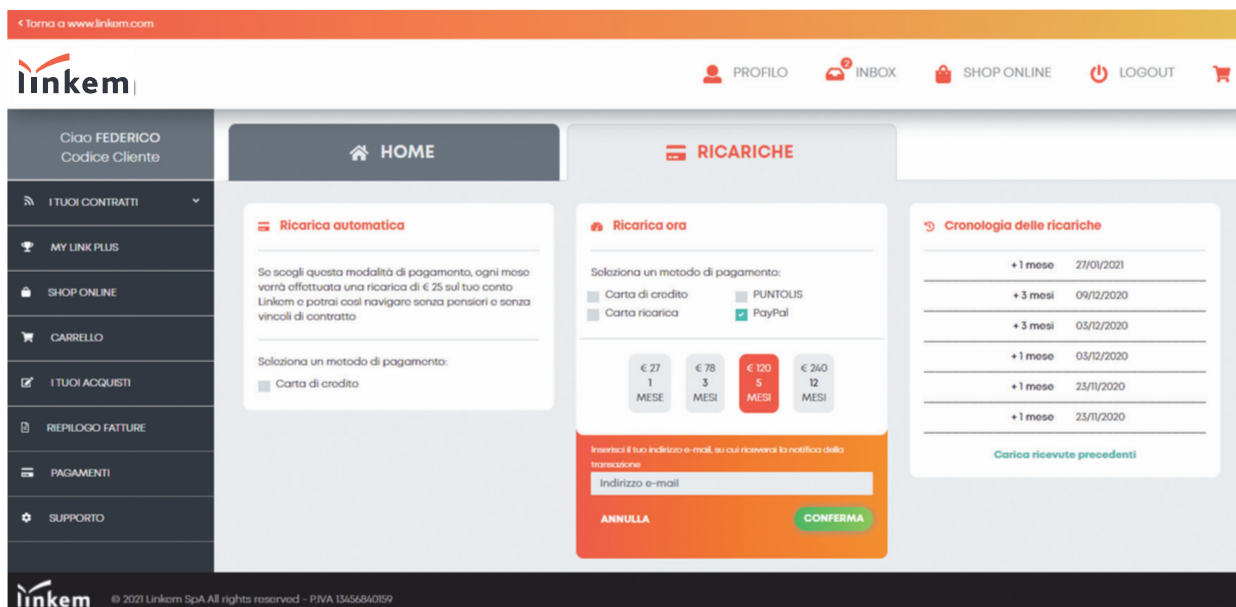 < Torna a www.linkem.com
linkem
PROFILO
2
INBOX
SHOP ONLINE
LOGOUT
Ciao FEDERICO
Codice Cliente
HOME
RICARICHE
I TUOI CONTRATTI
MY LINK PLUS
SHOP ONLINE
CARRELLO
I TUOI ACQUISTI
RIEPILOGO FATTURE
PAGAMENTI
SUPPORTO
Ricarica automatica
Se scegli questa modalità di pagamento, ogni mese
verrà effettuata una ricarica di € 25 sul tuo conto
Linkem e potrai così navigare senza pensieri e senza
vincoli di contratto
Seleziona un metodo di pagamento:
Carta di credito
Ricarica ora
Seleziona un metodo di pagamento:
Carta di credito PUNTOLIS
Carta ricarica PayPal
€ 27 € 78 € 120 € 240
1 3 5 12
MESE MESI MESI MESI
Inserisci il tuo indirizzo e-mail, su cui riceverai la notifica della
transazione
Indirizzo e-mail
ANNULLA CONFERMA
Cronologia delle ricariche
+ 1 mese 27/01/2021
+ 3 mesi 09/12/2020
+ 3 mesi 03/12/2020
+ 1 mese 03/12/2020
+ 1 mese 23/11/2020
+ 1 mese 23/11/2020
Carica ricevute precedenti
linkem
© 2021 Linkem SpA All rights reserved - P.IVA 13456840159